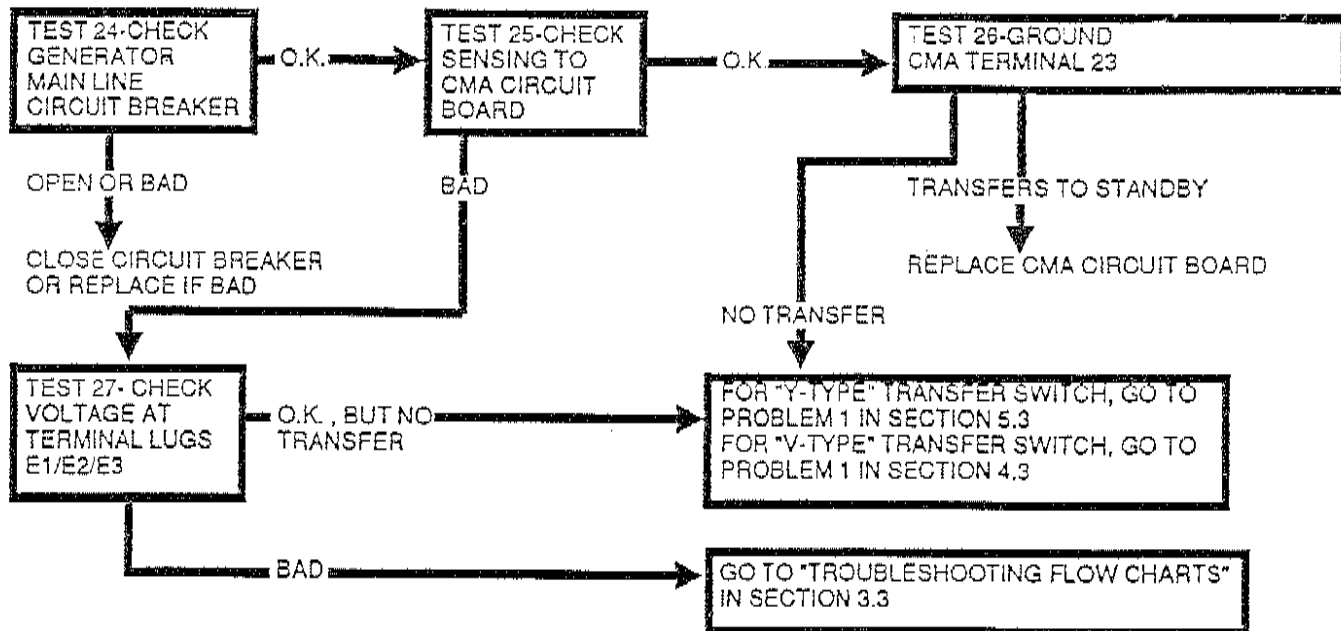 TEST 24-CHECK
GENERATOR
MAIN LINE
CIRCUIT BREAKER
O.K.
TEST 25-CHECK
SENSING TO
CMA CIRCUIT
BOARD
O.K.
TEST 26-GROUND
CMA TERMINAL 23
OPEN OR BAD
BAD
TRANSFERS TO STANDBY
CLOSE CIRCUIT BREAKER
OR REPLACE IF BAD
REPLACE CMA CIRCUIT BOARD
NO TRANSFER
TEST 27- CHECK
VOLTAGE AT
TERMINAL LUGS
E1/E2/E3
O.K., BUT NO
TRANSFER
FOR "Y-TYPE" TRANSFER SWITCH, GO TO
PROBLEM 1 IN SECTION 5.3
FOR "V-TYPE" TRANSFER SWITCH, GO TO
PROBLEM 1 IN SECTION 4.3
BAD
GO TO "TROUBLESHOOTING FLOW CHARTS"
IN SECTION 3.3